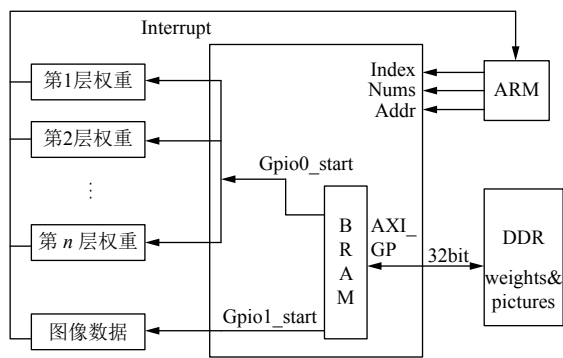 Interrupt
第1层权重
第2层权重
⋮
第 n 层权重
图像数据
Index
Nums
Addr
ARM
Gpio0_start
Gpio1_start
BRAM
AXI_
GP
32bit
DDR
weights&
pictures